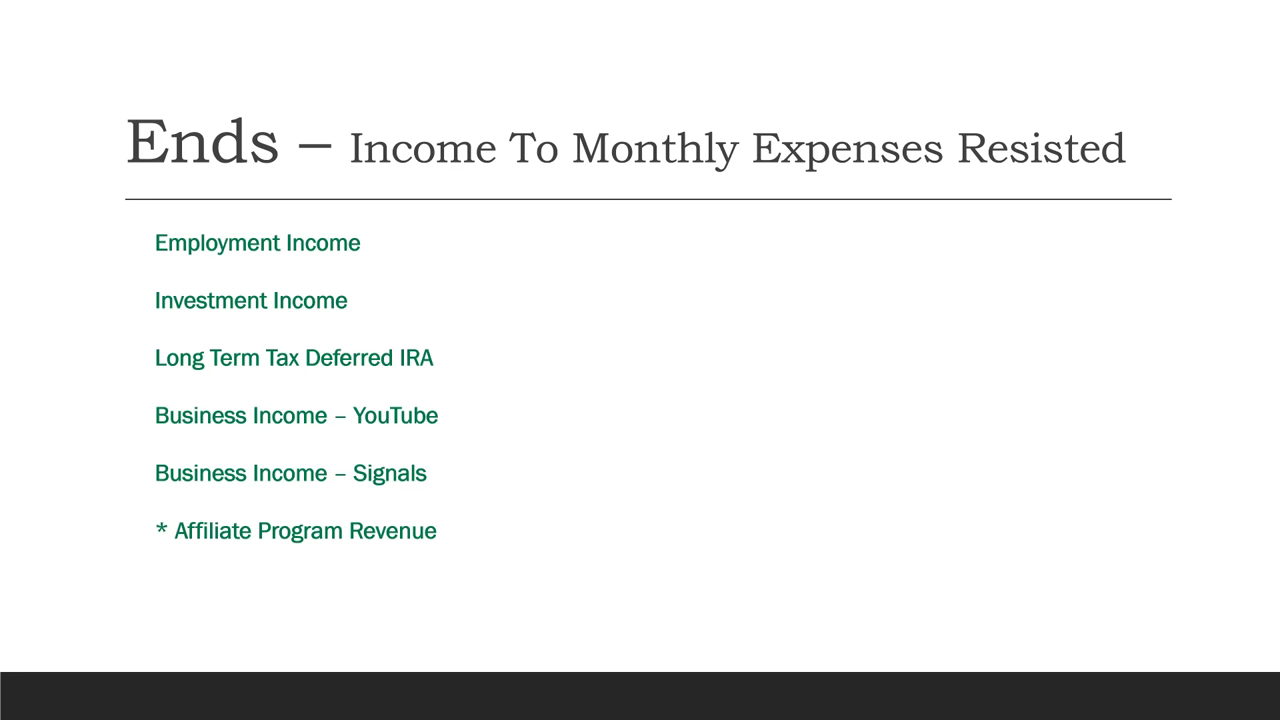 Ends – Income To Monthly Expenses Resisted
Employment Income
Investment Income
Long Term Tax Deferred IRA
Business Income – YouTube
Business Income – Signals
* Affiliate Program Revenue